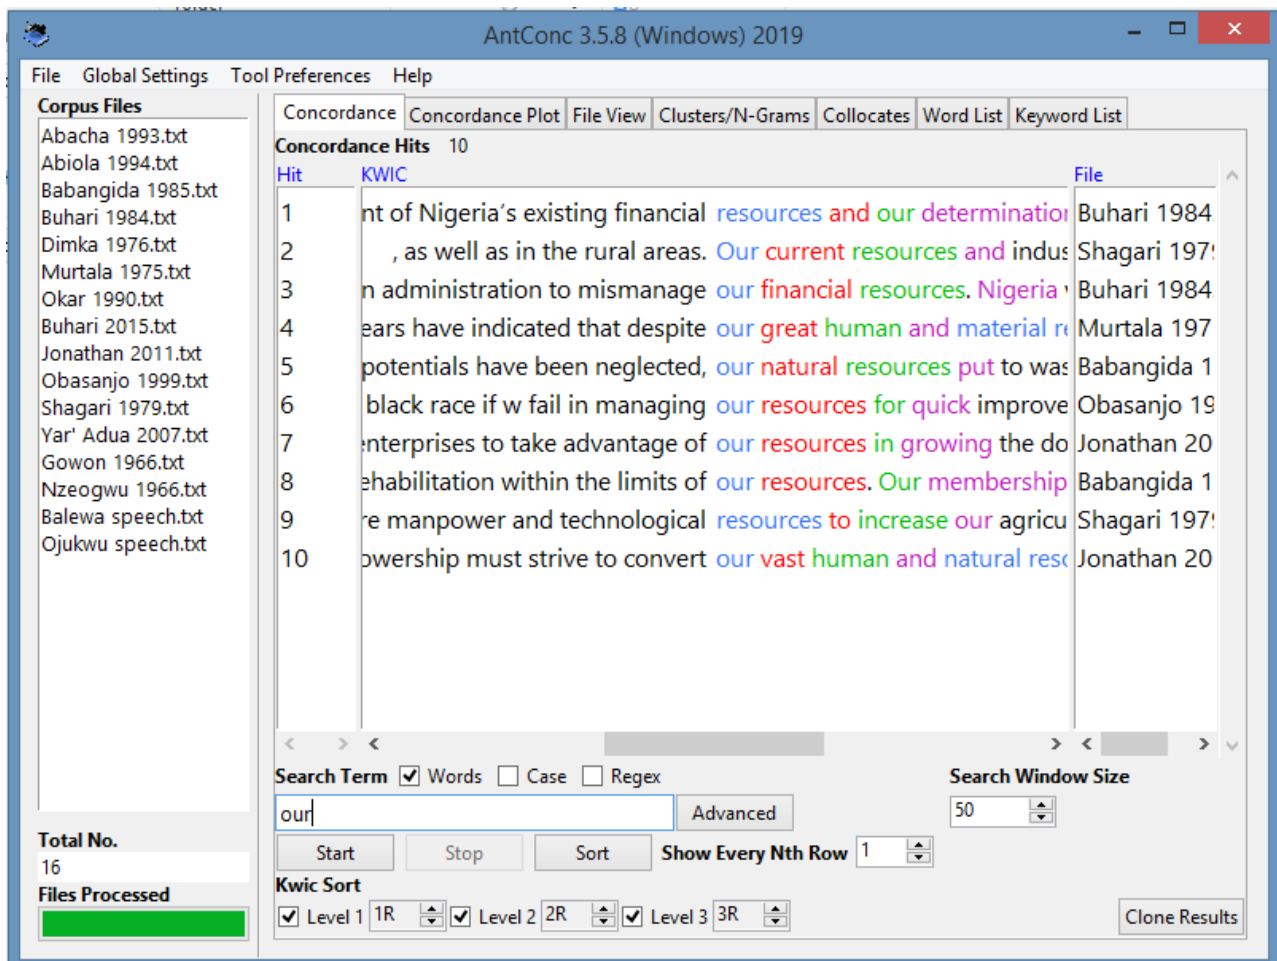 AntConc 3.5.8 (Windows) 2019
File Global Settings Tool Preferences Help
Corpus Files
Abacha 1993.txt
Abiola 1994.txt
Babangida 1985.txt
Buhari 1984.txt
Dimka 1976.txt
Murtala 1975.txt
Okar 1990.txt
Buhari 2015.txt
Jonathan 2011.txt
Obasanjo 1999.txt
Shagari 1979.txt
Yar' Adua 2007.txt
Gowon 1966.txt
Nzeogwu 1966.txt
Balewa speech.txt
Ojukwu speech.txt
Total No.
16
Files Processed
Concordance Concordance Plot File View Clusters/N-Grams Collocates Word List Keyword List
Concordance Hits 10
Hit KWIC File
1 nt of Nigeria's existing financial resources and our determination Buhari 1984
2 , as well as in the rural areas. Our current resources and indus Shagari 1979
3 n administration to mismanage our financial resources. Nigeria Buhari 1984
4 ears have indicated that despite our great human and material re Murtala 197
5 potentials have been neglected, our natural resources put to was Babangida 1
6 black race if w fail in managing our resources for quick improve Obasanjo 19
7 enterprises to take advantage of our resources in growing the do Jonathan 20
8 ehabilitation within the limits of our resources. Our membership Babangida 1
9 re manpower and technological resources to increase our agricu Shagari 1979
10 owership must strive to convert our vast human and natural reso Jonathan 20
Search Term Words Case Regex Search Window Size
our Advanced 50
Start Stop Sort Show Every Nth Row 1
Kwic Sort
Level 1 1R Level 2 2R Level 3 3R Clone Results